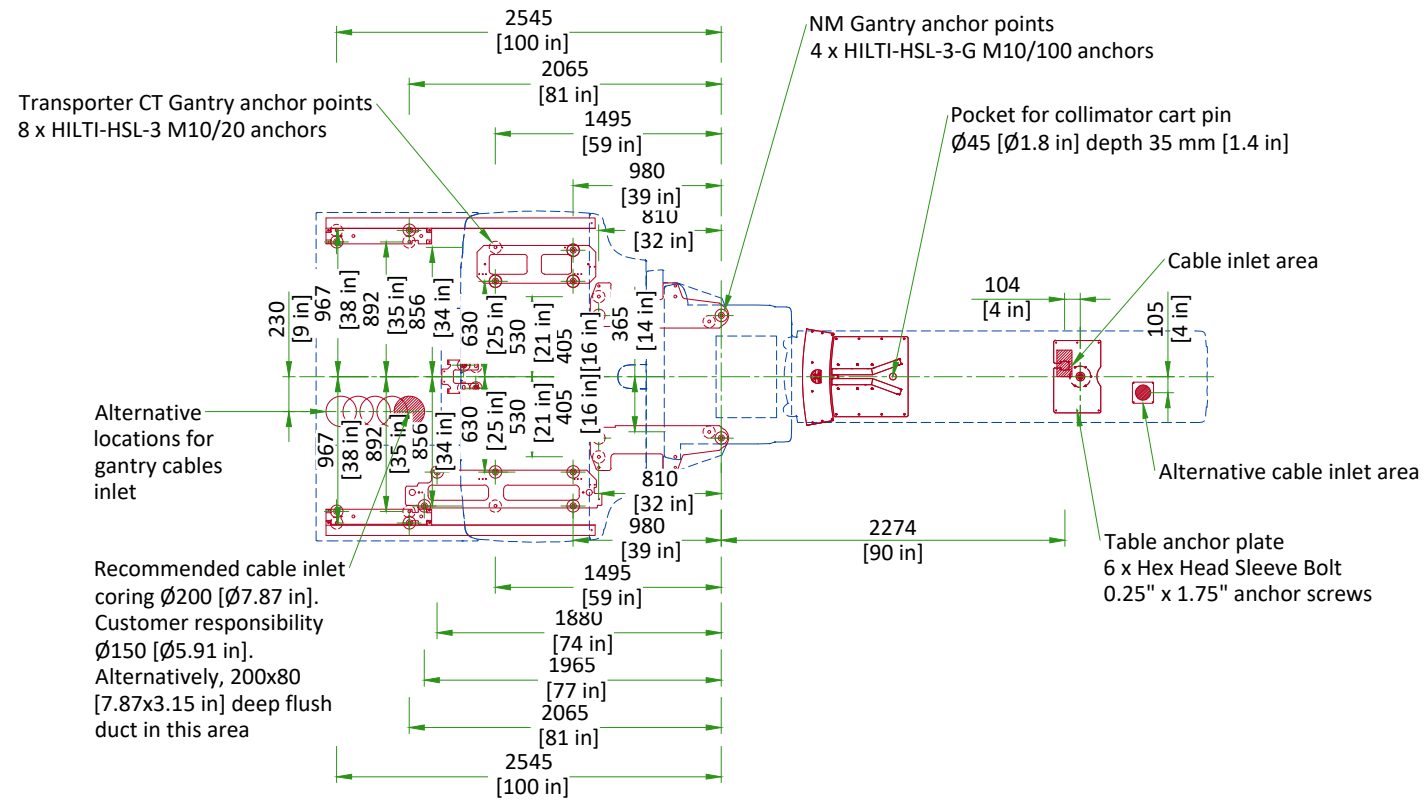 2545
[100 in]
NM Gantry anchor points
4 x HILTI-HSL-3-G M10/100 anchors
2065
[81 in]
Transporter CT Gantry anchor points
8 x HILTI-HSL-3 M10/20 anchors
1495
[59 in]
Pocket for collimator cart pin
Ø45 [Ø1.8 in] depth 35 mm [1.4 in]
980
[39 in]
810
[32 in]
Cable inlet area
104
[4 in]
105
[4 in]
230
[9 in]
967
[38 in]
892
[35 in]
856
[34 in]
630
[25 in]
530
[21 in]
405
[16 in]
365
[14 in]
Alternative
locations for
gantry cables
inlet
967
[38 in]
892
[35 in]
856
[34 in]
630
[25 in]
530
[21 in]
405
[16 in]
Alternative cable inlet area
810
[32 in]
980
[39 in]
2274
[90 in]
Table anchor plate
6 x Hex Head Sleeve Bolt
0.25" x 1.75" anchor screws
Recommended cable inlet
coring Ø200 [Ø7.87 in].
Customer responsibility
Ø150 [Ø5.91 in].
Alternatively, 200x80
[7.87x3.15 in] deep flush
duct in this area
1495
[59 in]
1880
[74 in]
1965
[77 in]
2065
[81 in]
2545
[100 in]